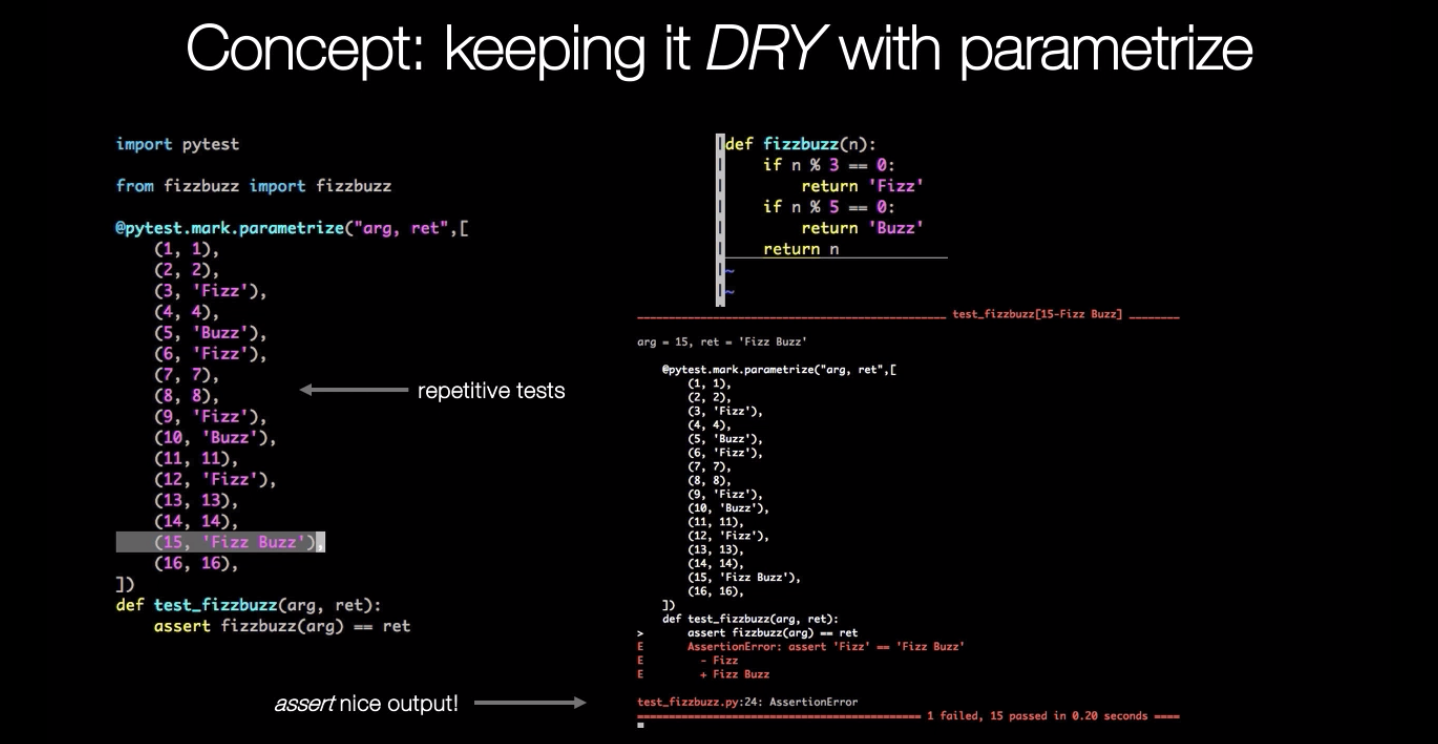 Concept: keeping it DRY with parametrize
import pytest
from fizzbuzz import fizzbuzz
@pytest.mark.parametrize("arg, ret",[
    (1, 1),
    (2, 2),
    (3, 'Fizz'),
    (4, 4),
    (5, 'Buzz'),
    (6, 'Fizz'),
    (7, 7),
    (8, 8),
    (9, 'Fizz'),
    (10, 'Buzz'),
    (11, 11),
    (12, 'Fizz'),
    (13, 13),
    (14, 14),
    (15, 'Fizz Buzz'),
    (16, 16),
])
def test_fizzbuzz(arg, ret):
    assert fizzbuzz(arg) == ret
repetitive tests
assert nice output!
def fizzbuzz(n):
    if n % 3 == 0:
        return 'Fizz'
    if n % 5 == 0:
        return 'Buzz'
    return n
~
~
test_fizzbuzz[15-Fizz Buzz]
arg = 15, ret = 'Fizz Buzz'
    @pytest.mark.parametrize("arg, ret",[
        (1, 1),
        (2, 2),
        (3, 'Fizz'),
        (4, 4),
        (5, 'Buzz'),
        (6, 'Fizz'),
        (7, 7),
        (8, 8),
        (9, 'Fizz'),
        (10, 'Buzz'),
        (11, 11),
        (12, 'Fizz'),
        (13, 13),
        (14, 14),
        (15, 'Fizz Buzz'),
        (16, 16),
    ])
    def test_fizzbuzz(arg, ret):
>       assert fizzbuzz(arg) == ret
E       AssertionError: assert 'Fizz' == 'Fizz Buzz'
E         - Fizz
E         + Fizz Buzz
test_fizzbuzz.py:24: AssertionError
1 failed, 15 passed in 0.20 seconds ====